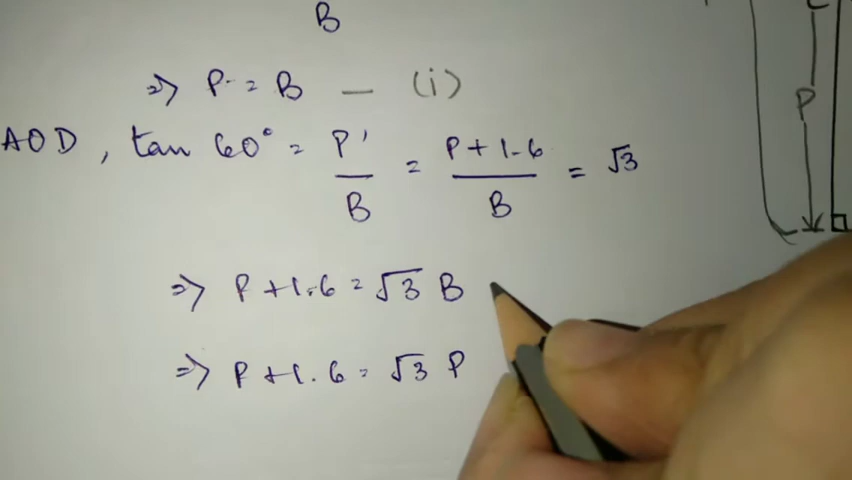 B
⇒ P = B — (i)
AOD, tan 60° = P'/B = P+1.6/B = √3
P
⇒ P+1.6 = √3 B
⇒ P+1.6 = √3 P